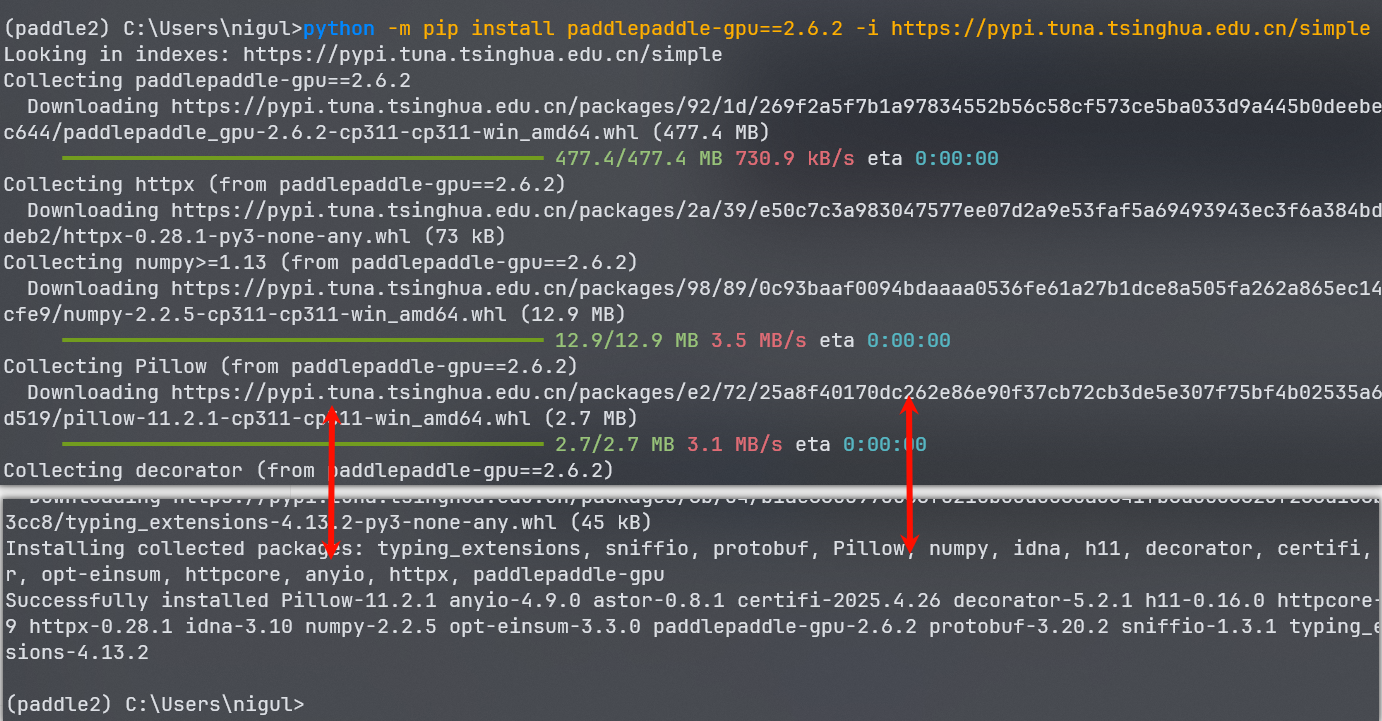 (paddle2) C:\Users\nigul>python -m pip install paddlepaddle-gpu==2.6.2 -i https://pypi.tuna.tsinghua.edu.cn/simple
Looking in indexes: https://pypi.tuna.tsinghua.edu.cn/simple
Collecting paddlepaddle-gpu==2.6.2
  Downloading https://pypi.tuna.tsinghua.edu.cn/packages/92/1d/269f2a5f7b1a97834552b56c58cf573ce5ba033d9a445b0deebe
c644/paddlepaddle_gpu-2.6.2-cp311-cp311-win_amd64.whl (477.4 MB)
477.4/477.4 MB 730.9 kB/s eta 0:00:00
Collecting httpx (from paddlepaddle-gpu==2.6.2)
  Downloading https://pypi.tuna.tsinghua.edu.cn/packages/2a/39/e50c7c3a983047577ee07d2a9e53faf5a69493943ec3f6a384bd
deb2/httpx-0.28.1-py3-none-any.whl (73 kB)
Collecting numpy>=1.13 (from paddlepaddle-gpu==2.6.2)
  Downloading https://pypi.tuna.tsinghua.edu.cn/packages/98/89/0c93baaf0094bdaaaa0536fe61a27b1dce8a505fa262a865ec14
cfe9/numpy-2.2.5-cp311-cp311-win_amd64.whl (12.9 MB)
12.9/12.9 MB 3.5 MB/s eta 0:00:00
Collecting Pillow (from paddlepaddle-gpu==2.6.2)
  Downloading https://pypi.tuna.tsinghua.edu.cn/packages/e2/72/25a8f40170dc262e86e90f37cb72cb3de5e307f75bf4b02535a6
d519/pillow-11.2.1-cp311-cp311-win_amd64.whl (2.7 MB)
2.7/2.7 MB 3.1 MB/s eta 0:00:00
Collecting decorator (from paddlepaddle-gpu==2.6.2)
Downloading https://pypi.tuna.tsinghua.edu.cn/packages/
3cc8/typing_extensions-4.13.2-py3-none-any.whl (45 kB)
Installing collected packages: typing_extensions, sniffio, protobuf, Pillow, numpy, idna, h11, decorator, certifi,
r, opt-einsum, httpcore, anyio, httpx, paddlepaddle-gpu
Successfully installed Pillow-11.2.1 anyio-4.9.0 astor-0.8.1 certifi-2025.4.26 decorator-5.2.1 h11-0.16.0 httpcore-
9 httpx-0.28.1 idna-3.10 numpy-2.2.5 opt-einsum-3.3.0 paddlepaddle-gpu-2.6.2 protobuf-3.20.2 sniffio-1.3.1 typing_e
sions-4.13.2
(paddle2) C:\Users\nigul>